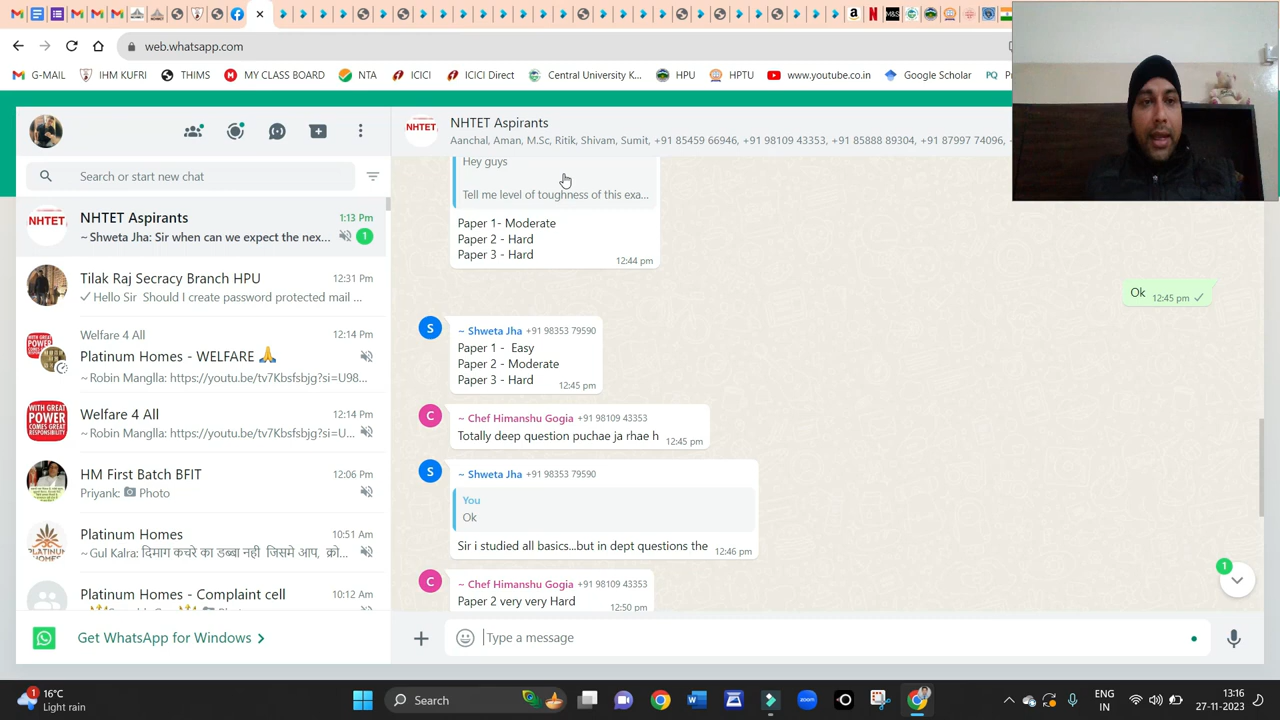 web.whatsapp.com
G-MAIL
IHM KUFRI
THIMS
MY CLASS BOARD
NTA
ICICI
ICICI Direct
Central University K...
HPU
HPTU
www.youtube.co.in
Google Scholar
PQ
M&S
Search or start new chat
NHTET
NHTET Aspirants
1:13 Pm
~ Shweta Jha: Sir when can we expect the nex...
1
Tilak Raj Secracy Branch HPU
12:31 Pm
Hello Sir Should I create password protected mail ...
Welfare 4 All
12:14 Pm
Platinum Homes - WELFARE 🙏
~ Robin Manglla: https://youtu.be/tv7Kbsfsbjg?si=U98...
WITH GREAT
POWER
COMES GREAT
RESPONSIBILITY
Welfare 4 All
12:14 Pm
~ Robin Manglla: https://youtu.be/tv7Kbsfsbjg?si=U...
HM First Batch BFIT
12:06 Pm
Priyank: Photo
Platinum Homes
10:51 Am
~ Gul Kalra: दिमाग कचरे का डब्बा नहीं जिसमे आप, क्रो...
Platinum Homes - Complaint cell
10:12 Am
Get WhatsApp for Windows
NHTET
NHTET Aspirants
Aanchal, Aman, M.Sc, Ritik, Shivam, Sumit, +91 85459 66946, +91 98109 43353, +91 85888 89304, +91 87997 74096,
Hey guys
Tell me level of toughness of this exa...
Paper 1- Moderate
Paper 2 - Hard
Paper 3 - Hard
12:44 pm
Ok
12:45 pm
S
~ Shweta Jha +91 98353 79590
Paper 1 - Easy
Paper 2 - Moderate
Paper 3 - Hard
12:45 pm
C
~ Chef Himanshu Gogia +91 98109 43353
Totally deep question puchae ja rhae h
12:45 pm
S
~ Shweta Jha +91 98353 79590
You
Ok
Sir i studied all basics...but in dept questions the
12:46 pm
C
~ Chef Himanshu Gogia +91 98109 43353
Paper 2 very very Hard
12:50 pm
1
Type a message
1
16°C
Light rain
Search
ENG
IN
13:16
27-11-2023